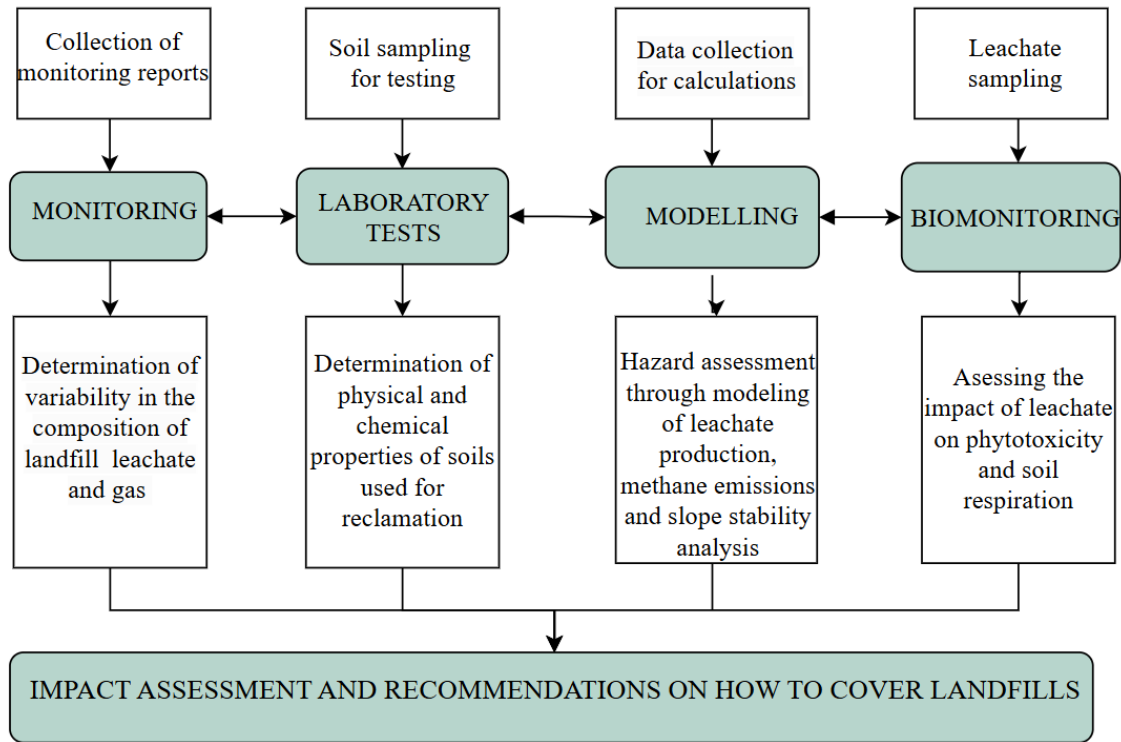 Collection of
monitoring reports
Soil sampling
for testing
Data collection
for calculations
Leachate
sampling
MONITORING
LABORATORY
TESTS
MODELLING
BIOMONITORING
Determination of
variability in the
composition of
landfill leachate
and gas
Determination of
physical and
chemical
properties of soils
used for
reclamation
Hazard assessment
through modeling
of leachate
production,
methane emissions
and slope stability
analysis
Asessing the
impact of leachate
on phytotoxicity
and soil
respiration
IMPACT ASSESSMENT AND RECOMMENDATIONS ON HOW TO COVER LANDFILLS